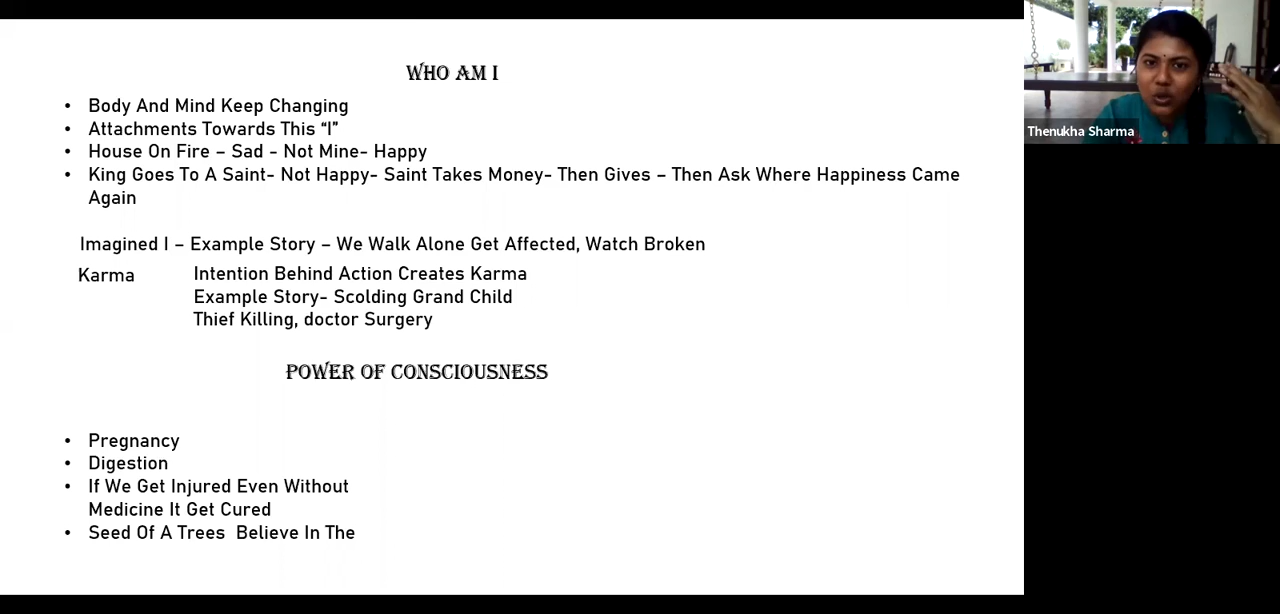 WHO AM I
• Body And Mind Keep Changing
• Attachments Towards This “I”
• House On Fire – Sad - Not Mine- Happy
• King Goes To A Saint- Not Happy- Saint Takes Money- Then Gives – Then Ask Where Happiness Came
Again
Imagined I – Example Story – We Walk Alone Get Affected, Watch Broken
Karma
Intention Behind Action Creates Karma
Example Story- Scolding Grand Child
Thief Killing, doctor Surgery
POWER OF CONSCIOUSNESS
• Pregnancy
• Digestion
• If We Get Injured Even Without
Medicine It Get Cured
• Seed Of A Trees Believe In The
Thenukha Sharma